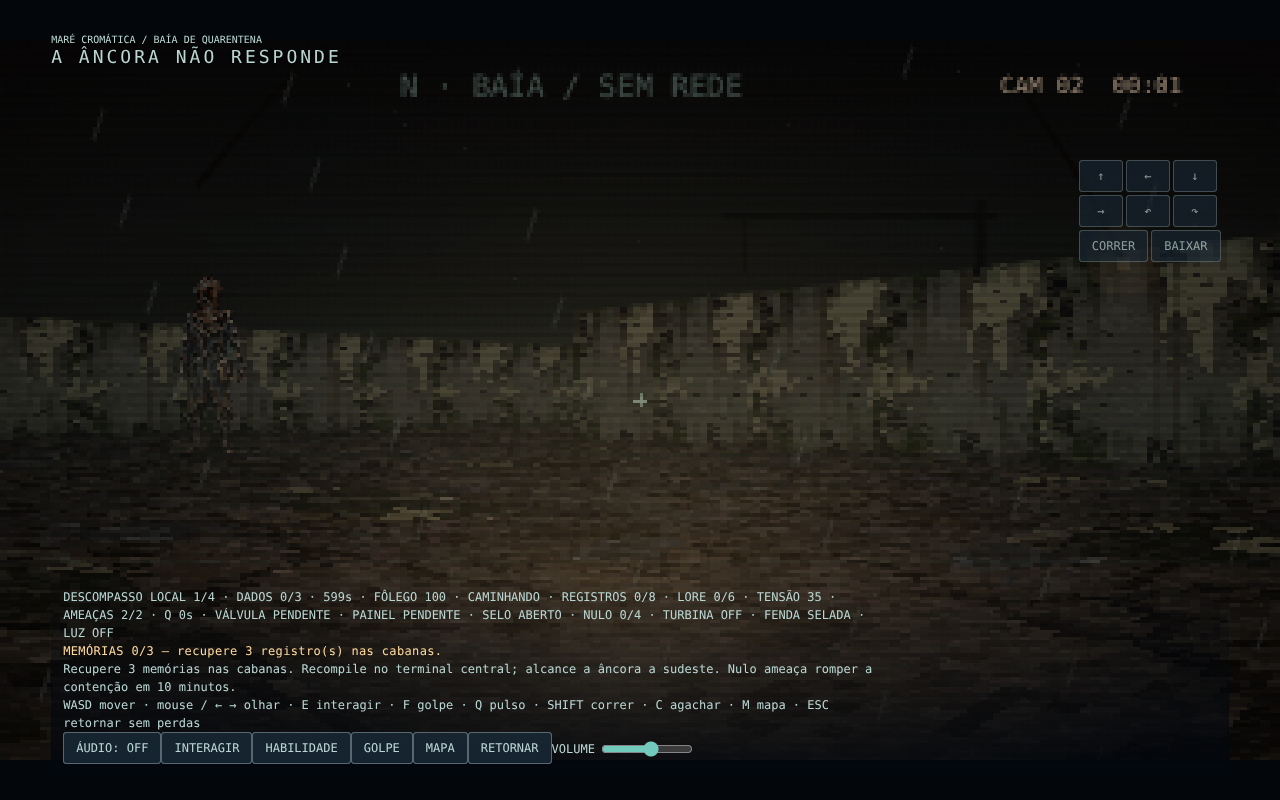 MARÉ CROMÁTICA / BAÍA DE QUARENTENA
A ÂNCORA NÃO RESPONDE
N · BAÍA / SEM REDE
CAM 02 00:01
↑ ← ↓
→ ↶ ↷
CORRER BAIXAR
DESCOMPASSO LOCAL 1/4 · DADOS 0/3 · 599s · FÔLEGO 100 · CAMINHANDO · REGISTROS 0/8 · LORE 0/6 · TENSÃO 35 ·
AMEAÇAS 2/2 · Q 0s · VÁLVULA PENDENTE · PAINEL PENDENTE · SELO ABERTO · NULO 0/4 · TURBINA OFF · FENDA SELADA ·
LUZ OFF
MEMÓRIAS 0/3 — recupere 3 registro(s) nas cabanas.
Recupere 3 memórias nas cabanas. Recompile no terminal central; alcance a âncora a sudeste. Nulo ameaça romper a
contenção em 10 minutos.
WASD mover · mouse / ← → olhar · E interagir · F golpe · Q pulso · SHIFT correr · C agachar · M mapa · ESC
retornar sem perdas
ÁUDIO: OFF INTERAGIR HABILIDADE GOLPE MAPA RETORNAR VOLUME